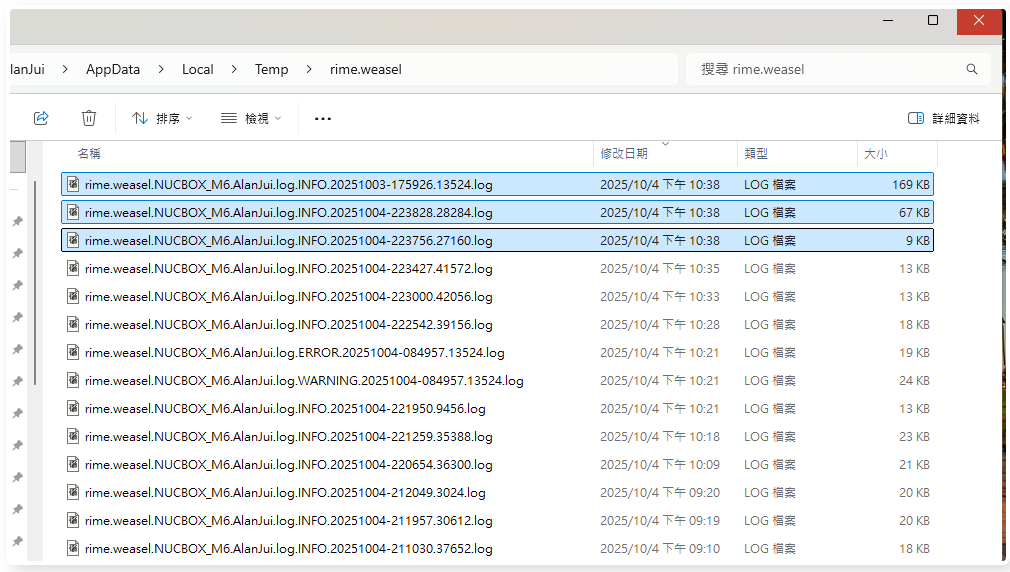 lanJui > AppData > Local > Temp > rime.weasel 搜尋 rime.weasel
排序 檢視 ... 詳細資料
名稱 修改日期 類型 大小
rime.weasel.NUCBOX_M6.AlanJui.log.INFO.20251003-175926.13524.log 2025/10/4 下午 10:38 LOG 檔案 169 KB
rime.weasel.NUCBOX_M6.AlanJui.log.INFO.20251004-223828.28284.log 2025/10/4 下午 10:38 LOG 檔案 67 KB
rime.weasel.NUCBOX_M6.AlanJui.log.INFO.20251004-223756.27160.log 2025/10/4 下午 10:38 LOG 檔案 9 KB
rime.weasel.NUCBOX_M6.AlanJui.log.INFO.20251004-223427.41572.log 2025/10/4 下午 10:35 LOG 檔案 13 KB
rime.weasel.NUCBOX_M6.AlanJui.log.INFO.20251004-223000.42056.log 2025/10/4 下午 10:33 LOG 檔案 13 KB
rime.weasel.NUCBOX_M6.AlanJui.log.INFO.20251004-222542.39156.log 2025/10/4 下午 10:28 LOG 檔案 18 KB
rime.weasel.NUCBOX_M6.AlanJui.log.ERROR.20251004-084957.13524.log 2025/10/4 下午 10:21 LOG 檔案 19 KB
rime.weasel.NUCBOX_M6.AlanJui.log.WARNING.20251004-084957.13524.log 2025/10/4 下午 10:21 LOG 檔案 24 KB
rime.weasel.NUCBOX_M6.AlanJui.log.INFO.20251004-221950.9456.log 2025/10/4 下午 10:21 LOG 檔案 13 KB
rime.weasel.NUCBOX_M6.AlanJui.log.INFO.20251004-221259.35388.log 2025/10/4 下午 10:18 LOG 檔案 23 KB
rime.weasel.NUCBOX_M6.AlanJui.log.INFO.20251004-220654.36300.log 2025/10/4 下午 10:09 LOG 檔案 21 KB
rime.weasel.NUCBOX_M6.AlanJui.log.INFO.20251004-212049.3024.log 2025/10/4 下午 09:20 LOG 檔案 20 KB
rime.weasel.NUCBOX_M6.AlanJui.log.INFO.20251004-211957.30612.log 2025/10/4 下午 09:19 LOG 檔案 20 KB
rime.weasel.NUCBOX_M6.AlanJui.log.INFO.20251004-211030.37652.log 2025/10/4 下午 09:10 LOG 檔案 18 KB